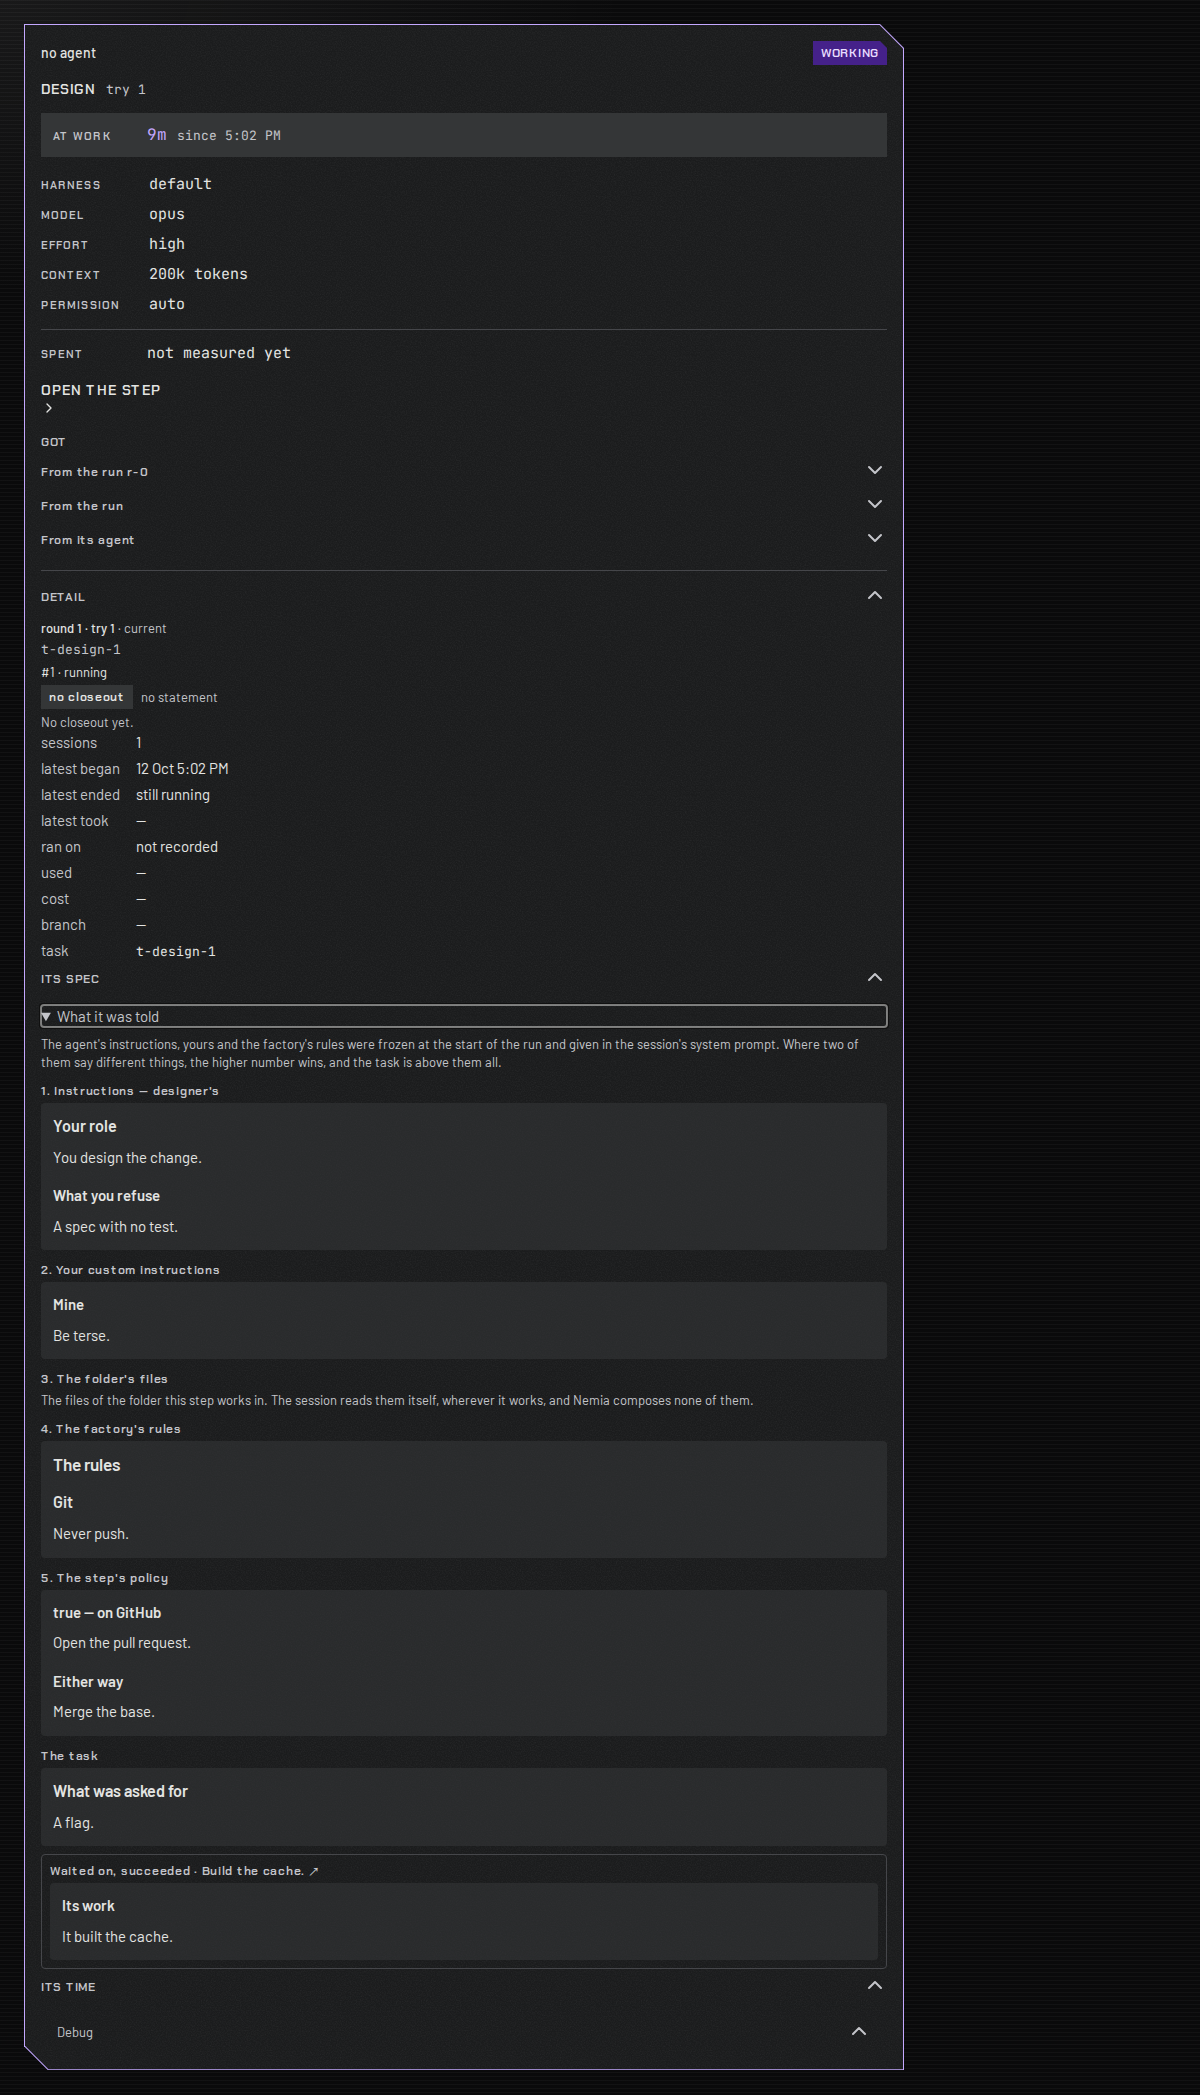 no agent
WORKING
DESIGN try 1
AT WORK 9m since 5:02 PM
HARNESS default
MODEL opus
EFFORT high
CONTEXT 200k tokens
PERMISSION auto
SPENT not measured yet
OPEN THE STEP
GOT
From the run r-0
From the run
From its agent
DETAIL
round 1 · try 1 · current
t-design-1
#1 · running
no closeout no statement
No closeout yet.
sessions 1
latest began 12 Oct 5:02 PM
latest ended still running
latest took —
ran on not recorded
used —
cost —
branch —
task t-design-1
ITS SPEC
▼ What it was told
The agent's instructions, yours and the factory's rules were frozen at the start of the run and given in the session's system prompt. Where two of
them say different things, the higher number wins, and the task is above them all.
1. Instructions — designer's
Your role
You design the change.
What you refuse
A spec with no test.
2. Your custom instructions
Mine
Be terse.
3. The folder's files
The files of the folder this step works in. The session reads them itself, wherever it works, and Nemia composes none of them.
4. The factory's rules
The rules
Git
Never push.
5. The step's policy
true — on GitHub
Open the pull request.
Either way
Merge the base.
The task
What was asked for
A flag.
Waited on, succeeded · Build the cache. ↗
Its work
It built the cache.
ITS TIME
Debug